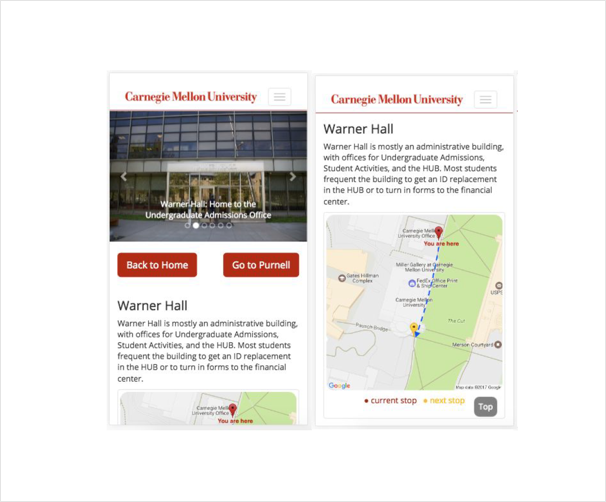 Carnegie Mellon University
Warner Hall: Home to the
Undergraduate Admissions Office
Back to Home
Go to Purnell
Warner Hall
Warner Hall is mostly an administrative building,
with offices for Undergraduate Admissions,
Student Activities, and the HUB. Most students
frequent the building to get an ID replacement
in the HUB or to turn in forms to the financial
center.
Carnegie Mellon
University Office
You are here
Carnegie Mellon University
Warner Hall
Warner Hall is mostly an administrative building,
with offices for Undergraduate Admissions,
Student Activities, and the HUB. Most students
frequent the building to get an ID replacement
in the HUB or to turn in forms to the financial
center.
Carnegie Mellon
University Office
You are here
Miller Gallery at Carnegie
Mellon University
Gates Hillman
Complex
FedEx Office Print
& Ship Center
USPS
Carnegie Mellon
University
The Cut
Pausch Bridge
Merson Courtyard
Google
Map data ©2017 Google
current stop
next stop
Top